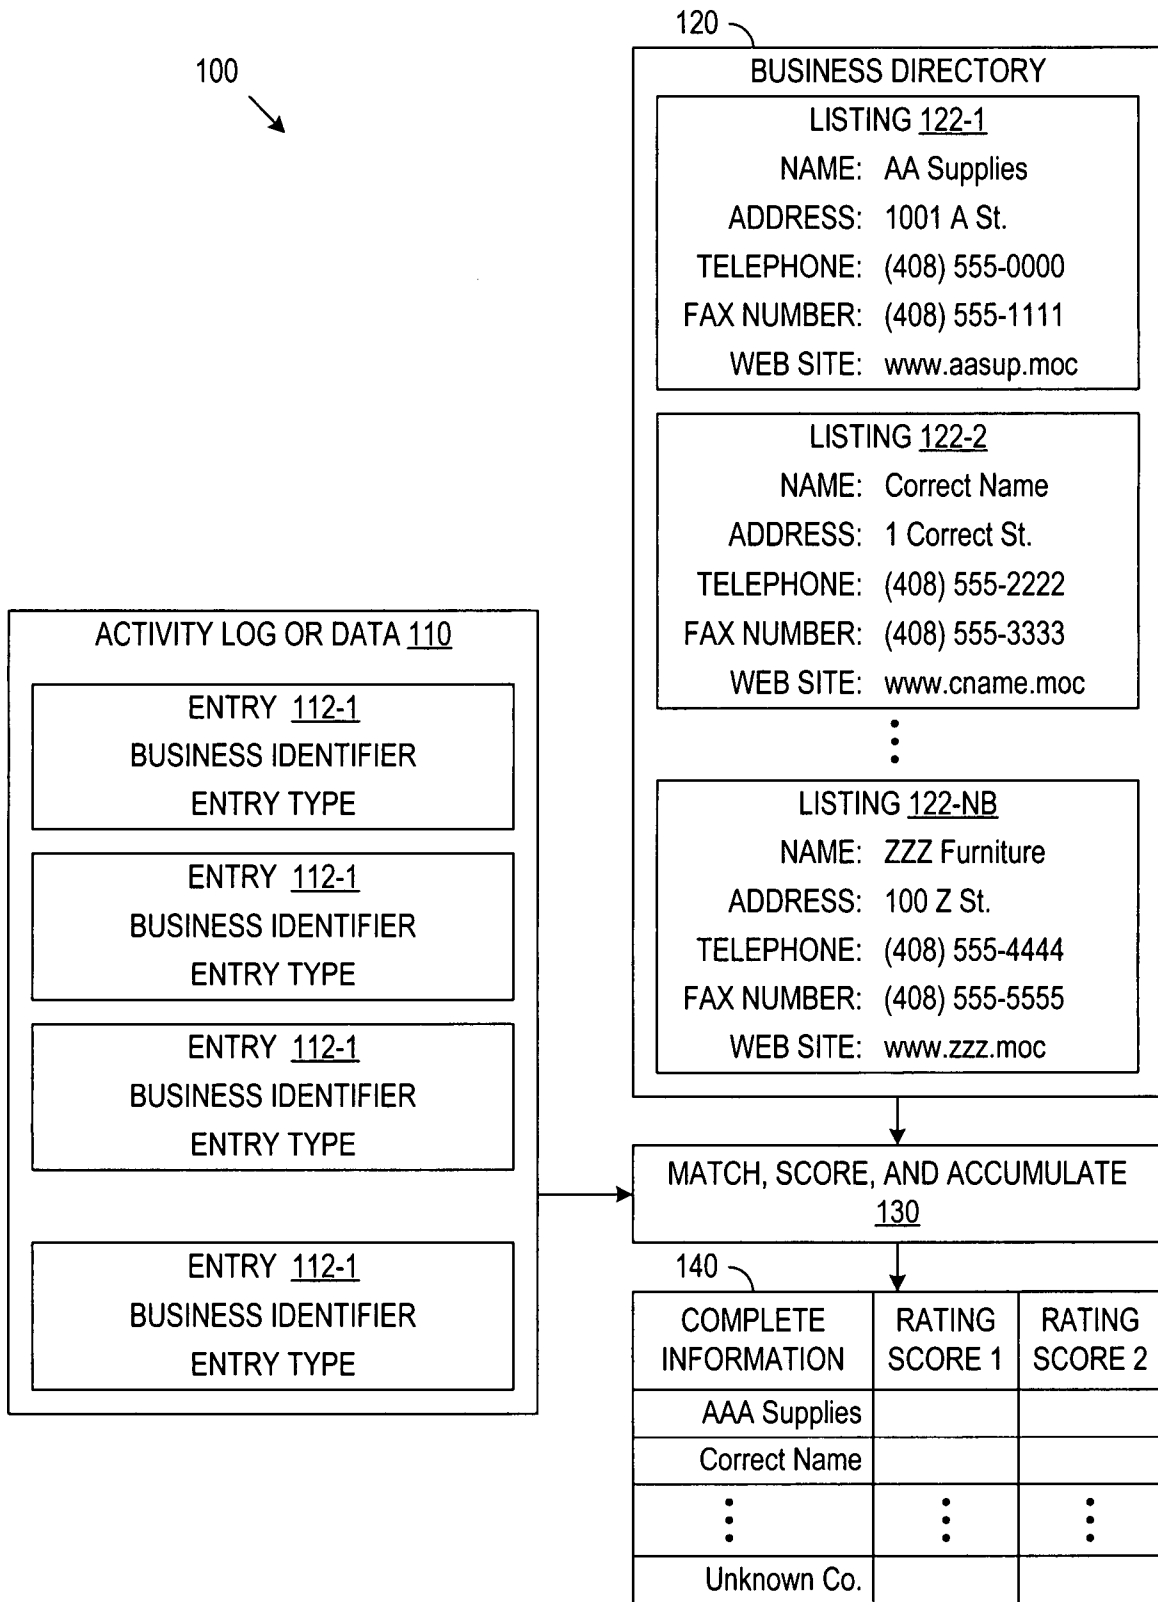 100
120
BUSINESS DIRECTORY
LISTING 122-1
NAME: AA Supplies
ADDRESS: 1001 A St.
TELEPHONE: (408) 555-0000
FAX NUMBER: (408) 555-1111
WEB SITE: www.aasup.moc
LISTING 122-2
NAME: Correct Name
ADDRESS: 1 Correct St.
TELEPHONE: (408) 555-2222
FAX NUMBER: (408) 555-3333
WEB SITE: www.cname.moc
LISTING 122-NB
NAME: ZZZ Furniture
ADDRESS: 100 Z St.
TELEPHONE: (408) 555-4444
FAX NUMBER: (408) 555-5555
WEB SITE: www.zzz.moc
ACTIVITY LOG OR DATA 110
ENTRY 112-1
BUSINESS IDENTIFIER
ENTRY TYPE
ENTRY 112-1
BUSINESS IDENTIFIER
ENTRY TYPE
ENTRY 112-1
BUSINESS IDENTIFIER
ENTRY TYPE
ENTRY 112-1
BUSINESS IDENTIFIER
ENTRY TYPE
MATCH, SCORE, AND ACCUMULATE
130
140
COMPLETE INFORMATION
RATING SCORE 1
RATING SCORE 2
AAA Supplies
Correct Name
Unknown Co.